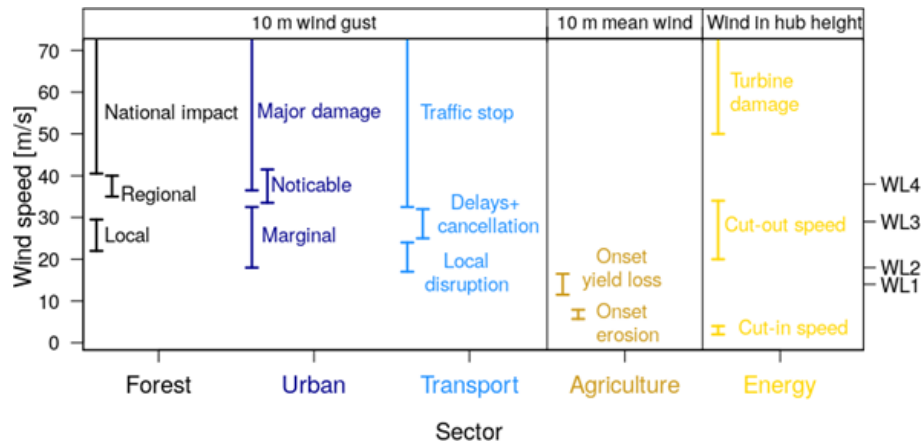 10 m wind gust
10 m mean wind
Wind in hub height
Wind speed [m/s]
70
60
50
40
30
20
10
0
National impact
Regional
Local
Major damage
Noticable
Marginal
Traffic stop
Delays+
cancellation
Local
disruption
Onset
yield loss
Onset
erosion
Turbine
damage
Cut-out speed
Cut-in speed
WL4
WL3
WL2
WL1
Forest
Urban
Transport
Agriculture
Energy
Sector